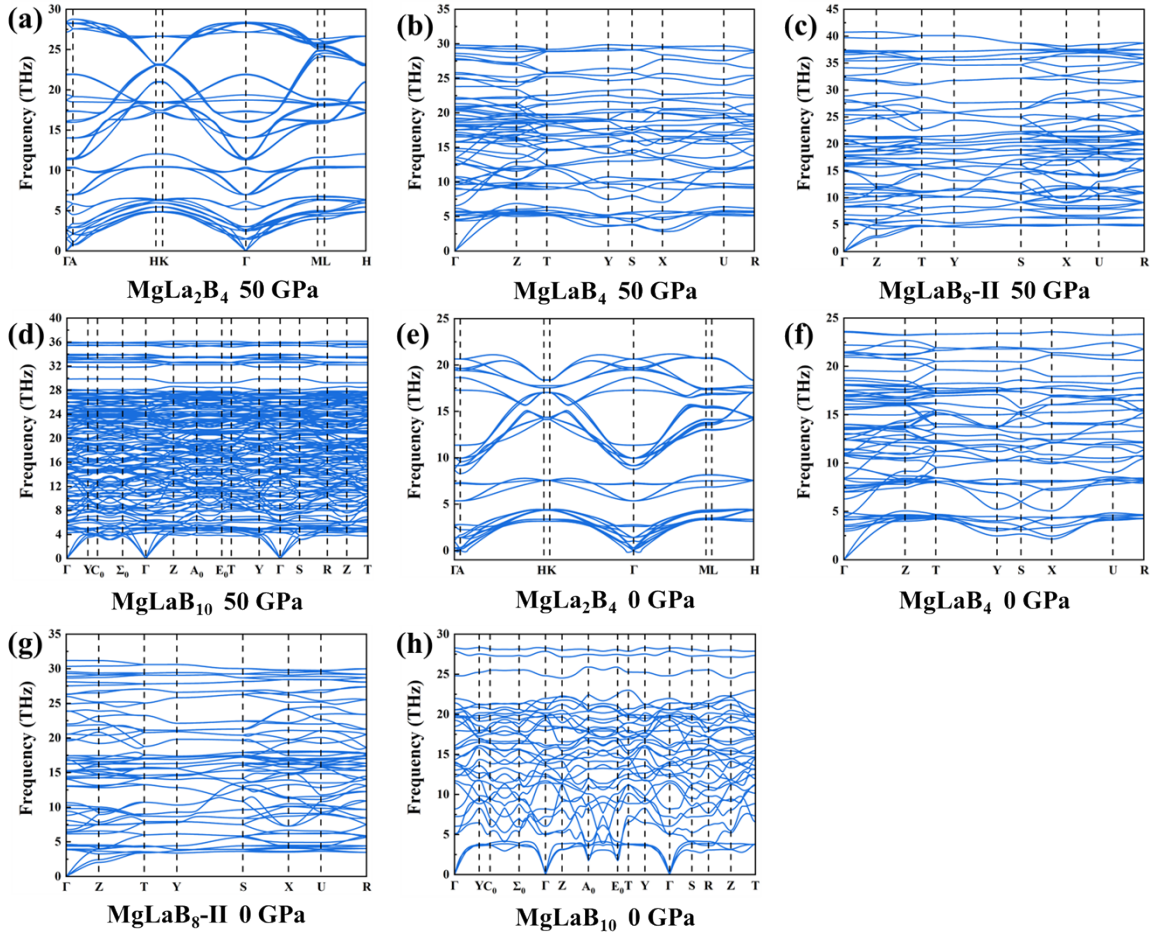 (a)
Frequency (THz)
30
25
20
15
10
5
0
Γ A H K Γ M L H
MgLa₂B₄ 50 GPa
(b)
Frequency (THz)
35
30
25
20
15
10
5
0
Γ Z T Y S X U R
MgLaB₄ 50 GPa
(c)
Frequency (THz)
45
40
35
30
25
20
15
10
5
0
Γ Z T Y S X U R
MgLaB₈-II 50 GPa
(d)
Frequency (THz)
40
36
32
28
24
20
16
12
8
4
0
Γ Y C₀ Σ₀ Γ Z A₀ E₀ T Y Γ S R Z T
MgLaB₁₀ 50 GPa
(e)
Frequency (THz)
25
20
15
10
5
0
Γ A H K Γ M L H
MgLa₂B₄ 0 GPa
(f)
Frequency (THz)
25
20
15
10
5
0
Γ Z T Y S X U R
MgLaB₄ 0 GPa
(g)
Frequency (THz)
35
30
25
20
15
10
5
0
Γ Z T Y S X U R
MgLaB₈-II 0 GPa
(h)
Frequency (THz)
30
25
20
15
10
5
0
Γ Y C₀ Σ₀ Γ Z A₀ E₀ T Y Γ S R Z T
MgLaB₁₀ 0 GPa